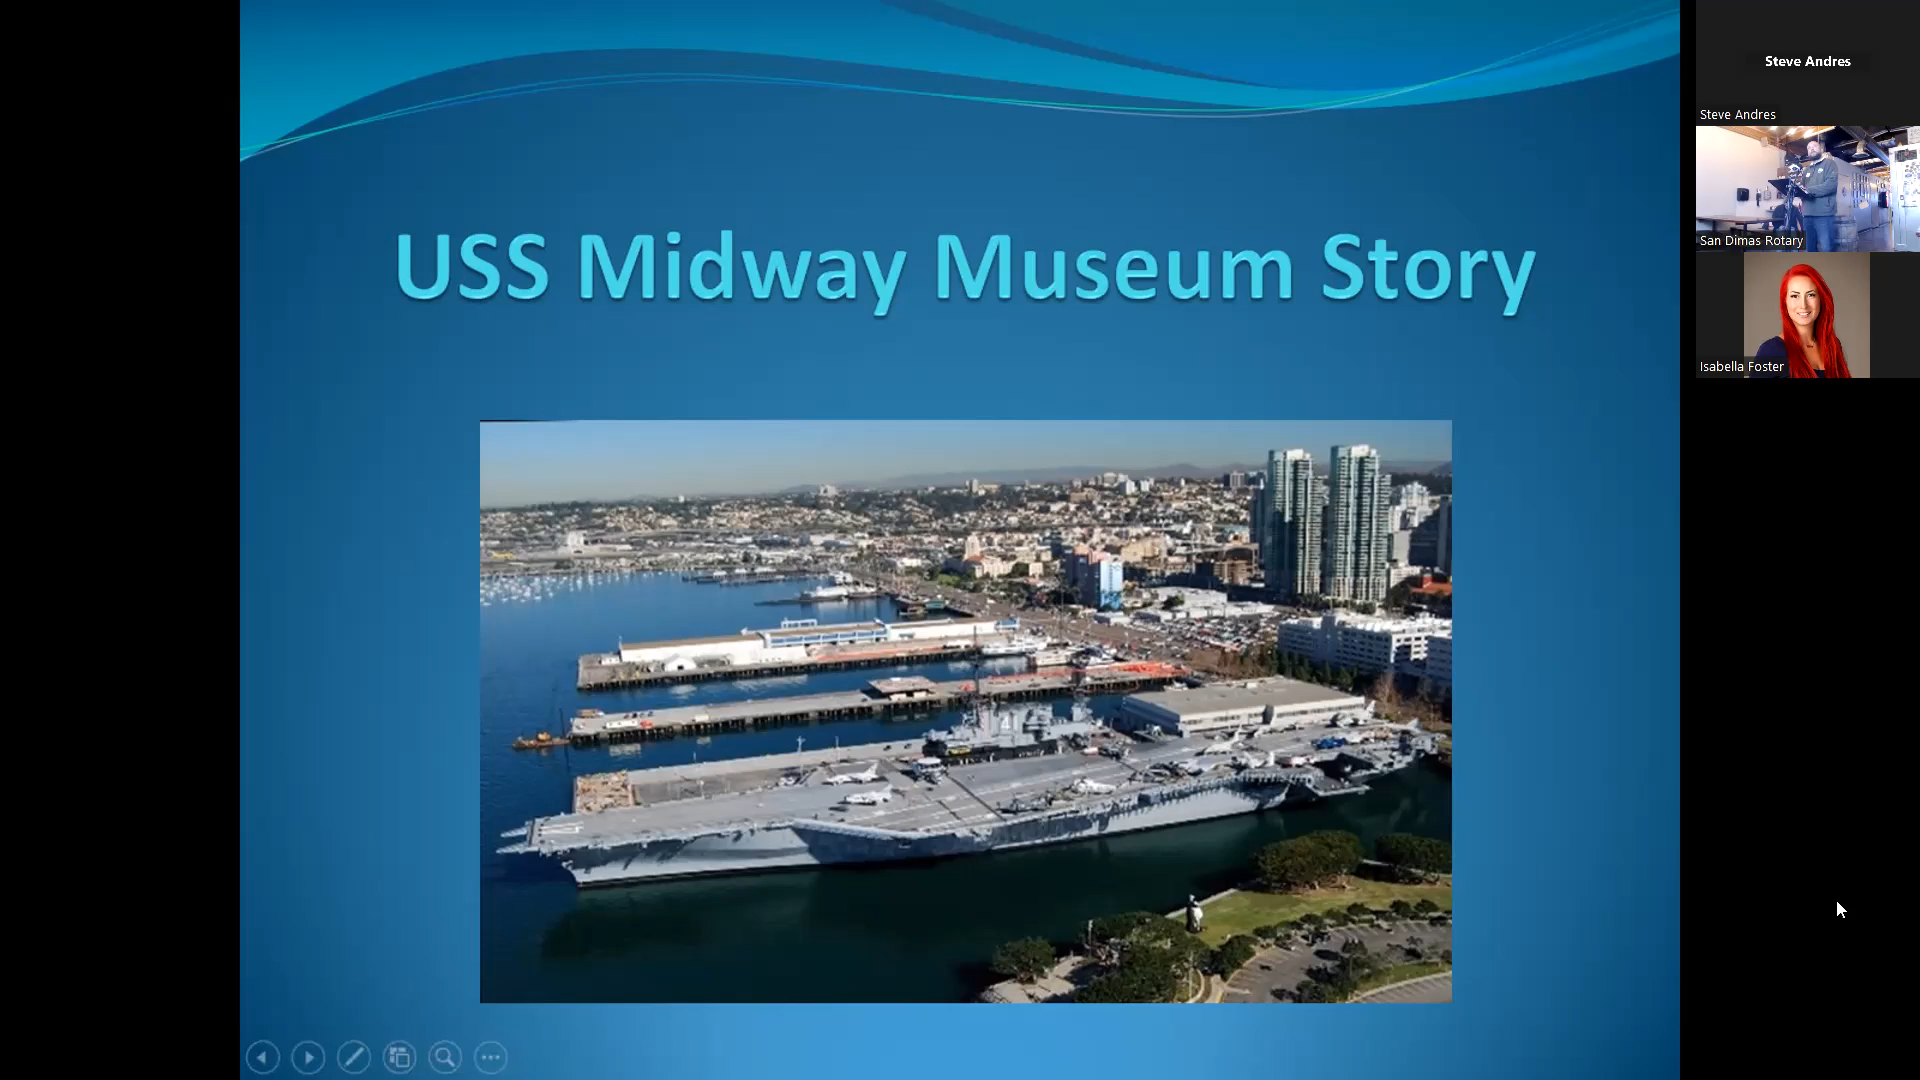 USS Midway Museum Story
Steve Andres
Steve Andres
San Dimas Rotary
Isabella Foster